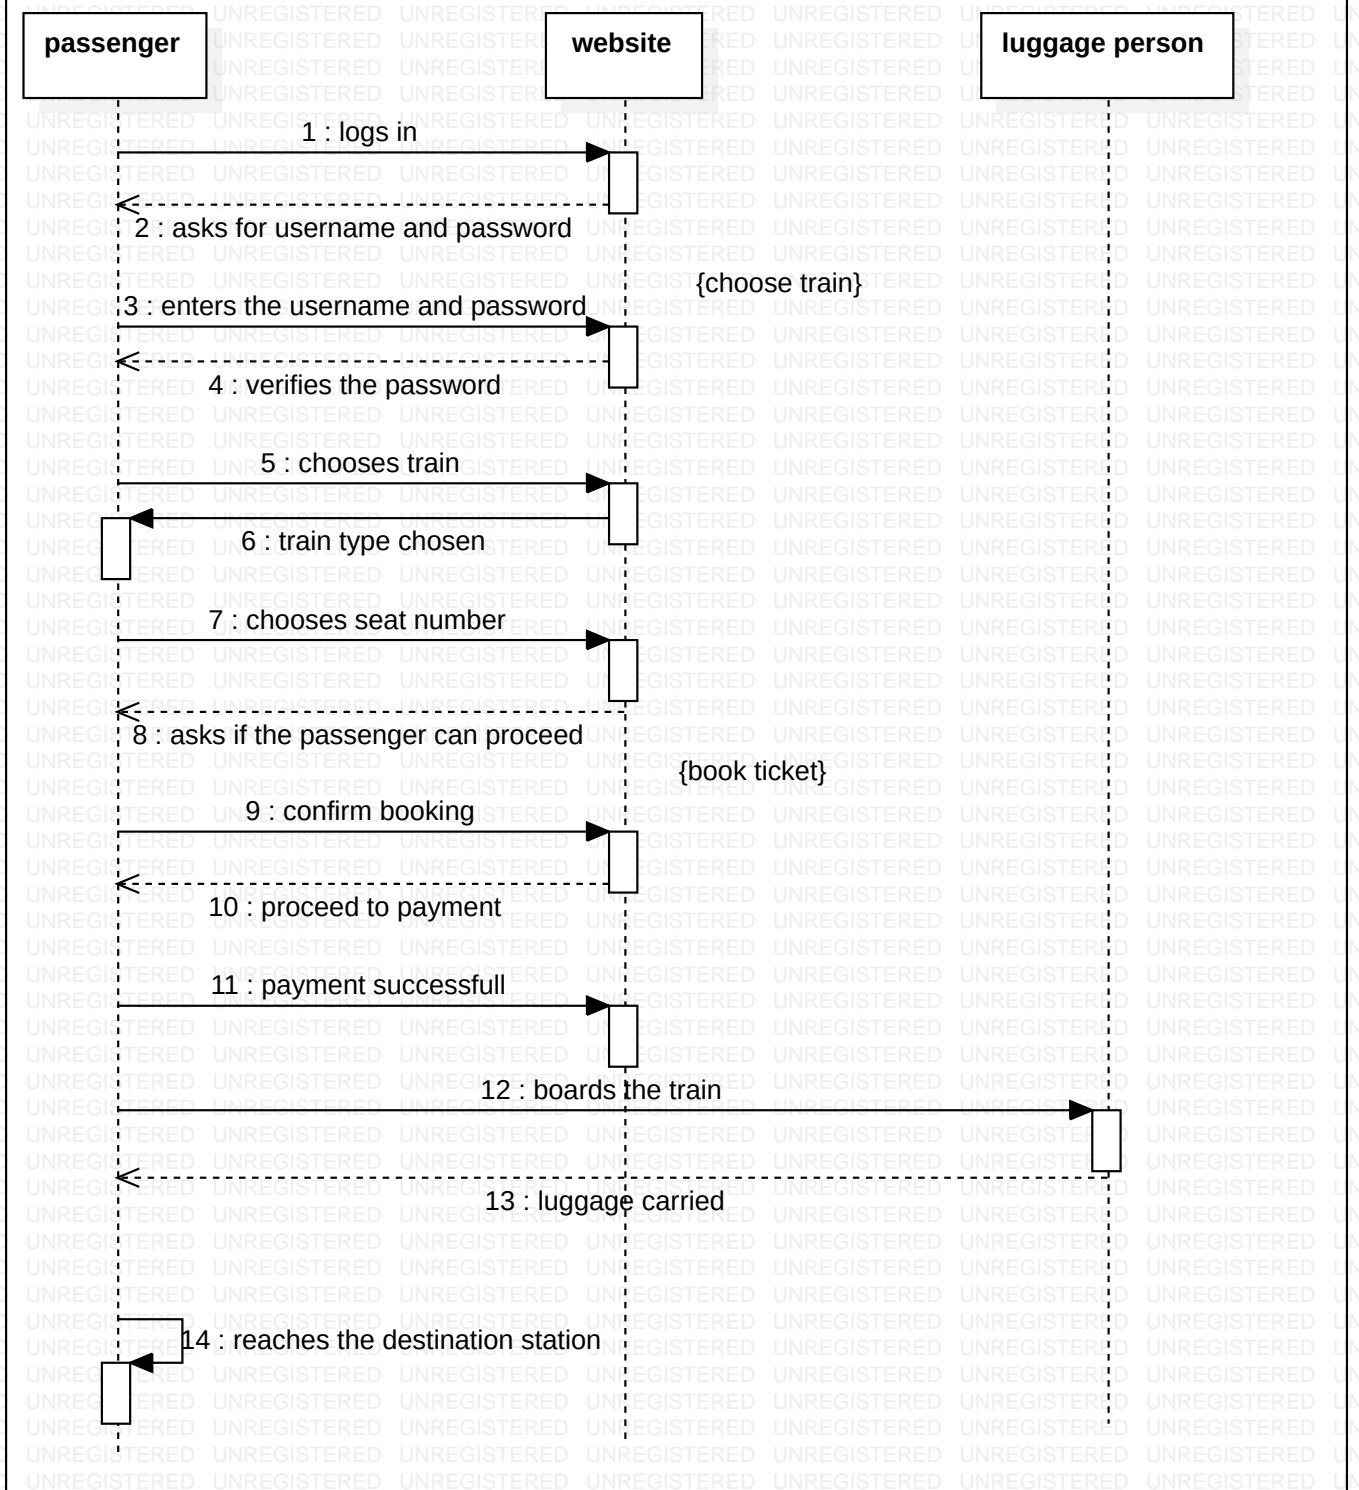 passenger
website
luggage person
1 : logs in
2 : asks for username and password
{choose train}
3 : enters the username and password
4 : verifies the password
5 : chooses train
6 : train type chosen
7 : chooses seat number
8 : asks if the passenger can proceed
{book ticket}
9 : confirm booking
10 : proceed to payment
11 : payment successfull
12 : boards the train
13 : luggage carried
14 : reaches the destination station
UNREGISTERED